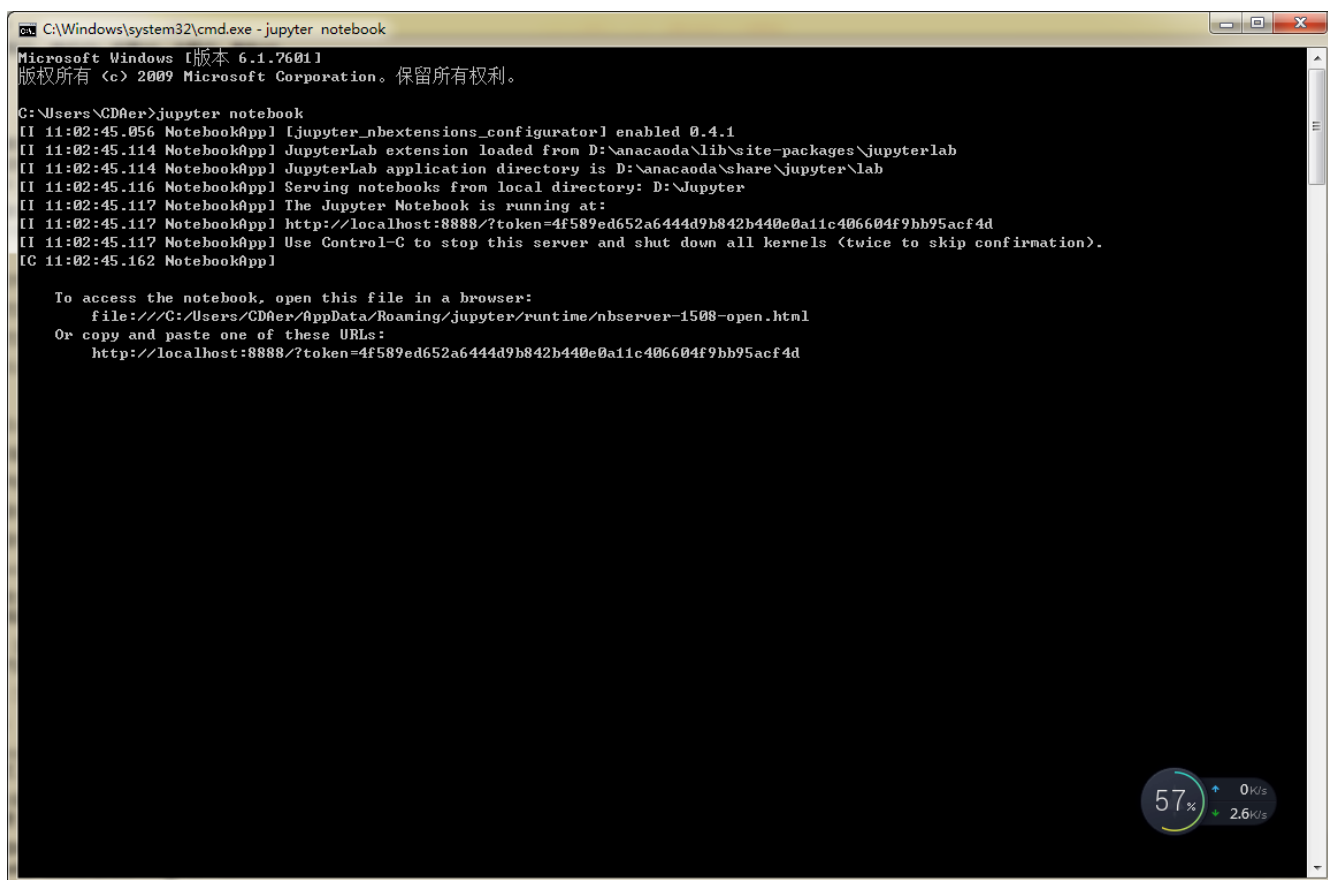 C:\Windows\system32\cmd.exe - jupyter  notebook
Microsoft Windows [版本 6.1.7601]
版权所有 (c) 2009 Microsoft Corporation。保留所有权利。
C:\Users\CDAer>jupyter notebook
[I 11:02:45.056 NotebookApp] [jupyter_nbextensions_configurator] enabled 0.4.1
[I 11:02:45.114 NotebookApp] JupyterLab extension loaded from D:\anacaoda\lib\site-packages\jupyterlab
[I 11:02:45.114 NotebookApp] JupyterLab application directory is D:\anacaoda\share\jupyter\lab
[I 11:02:45.116 NotebookApp] Serving notebooks from local directory: D:\Jupyter
[I 11:02:45.117 NotebookApp] The Jupyter Notebook is running at:
[I 11:02:45.117 NotebookApp] http://localhost:8888/?token=4f589ed652a6444d9b842b440e0a11c406604f9bb95acf4d
[I 11:02:45.117 NotebookApp] Use Control-C to stop this server and shut down all kernels (twice to skip confirmation).
[C 11:02:45.162 NotebookApp]
To access the notebook, open this file in a browser:
file:///C:/Users/CDAer/AppData/Roaming/jupyter/runtime/nbserver-1508-open.html
Or copy and paste one of these URLs:
http://localhost:8888/?token=4f589ed652a6444d9b842b440e0a11c406604f9bb95acf4d
57%
0K/s
2.6K/s